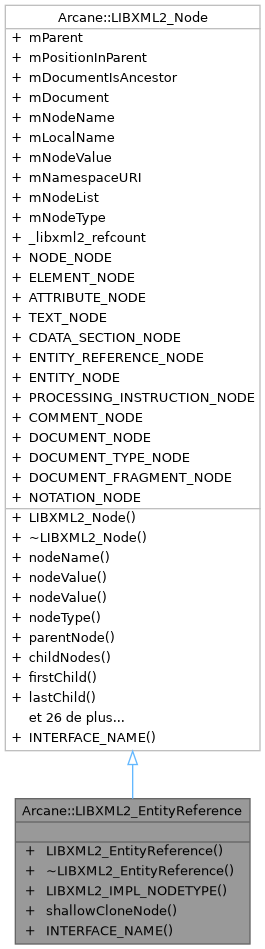 Arcane::LIBXML2_Node
+ mParent
+ mPositionInParent
+ mDocumentIsAncestor
+ mDocument
+ mNodeName
+ mLocalName
+ mNodeValue
+ mNamespaceURI
+ mNodeList
+ mNodeType
+ _libxml2_refcount
+ NODE_NODE
+ ELEMENT_NODE
+ ATTRIBUTE_NODE
+ TEXT_NODE
+ CDATA_SECTION_NODE
+ ENTITY_REFERENCE_NODE
+ ENTITY_NODE
+ PROCESSING_INSTRUCTION_NODE
+ COMMENT_NODE
+ DOCUMENT_NODE
+ DOCUMENT_TYPE_NODE
+ DOCUMENT_FRAGMENT_NODE
+ NOTATION_NODE
+ LIBXML2_Node()
+ ~LIBXML2_Node()
+ nodeName()
+ nodeValue()
+ nodeValue()
+ nodeType()
+ parentNode()
+ childNodes()
+ firstChild()
+ lastChild()
et 26 de plus...
+ INTERFACE_NAME()
Arcane::LIBXML2_EntityReference
+ LIBXML2_EntityReference()
+ ~LIBXML2_EntityReference()
+ LIBXML2_IMPL_NODETYPE()
+ shallowCloneNode()
+ INTERFACE_NAME()